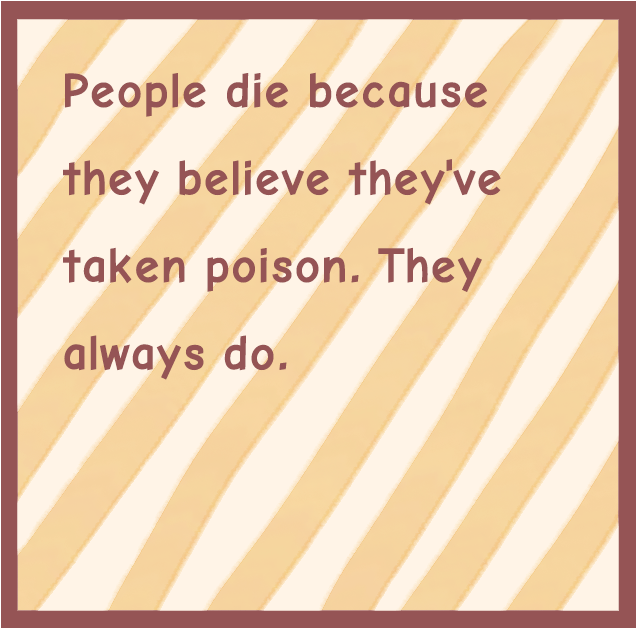 People die because
they believe they've
taken poison. They
always do.